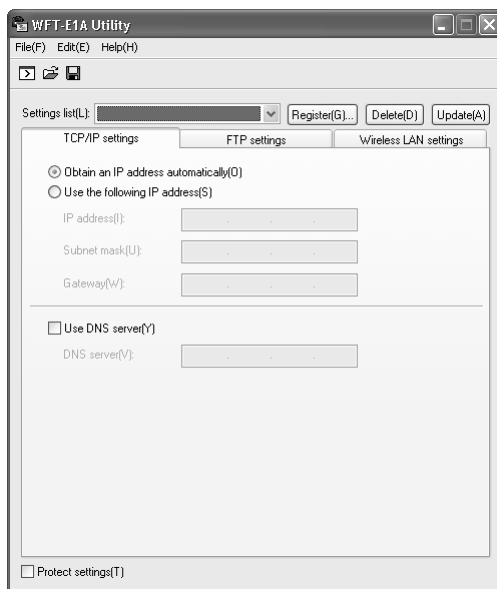 WFT-E1A Utility
File(F) Edit(E) Help(H)
Settings list(L): Register(G)... Delete(D) Update(A)
TCP/IP settings FTP settings Wireless LAN settings
Obtain an IP address automatically(O)
Use the following IP address(S)
IP address(I):
Subnet mask(U):
Gateway(W):
Use DNS server(Y)
DNS server(V):
Protect settings(T)